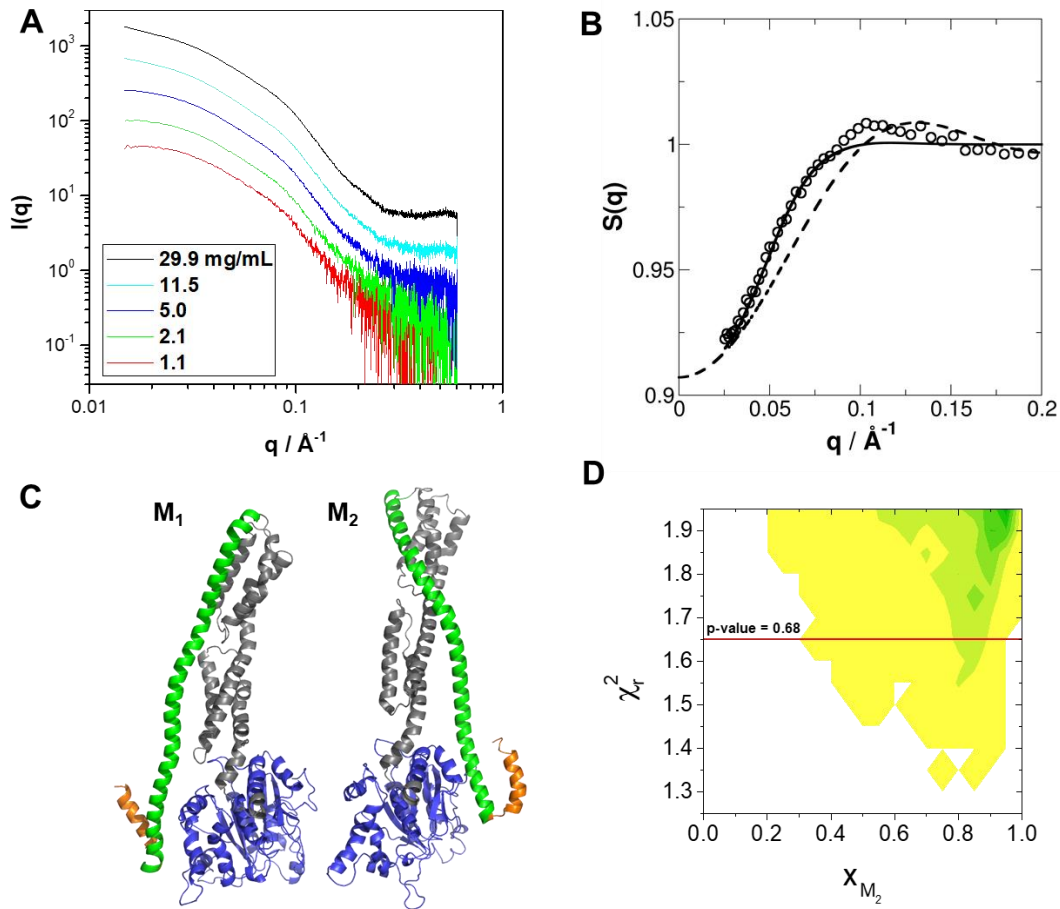 A
I(q)
10³
10²
10¹
10⁰
10⁻¹
29.9 mg/mL
11.5
5.0
2.1
1.1
0.01
0.1
1
q / Å⁻¹
B
S(q)
1.05
1
0.95
0.9
0
0.05
0.1
0.15
0.2
q / Å⁻¹
C
M₁
M₂
D
χ²ᵣ
1.9
1.8
1.7
1.6
1.5
1.4
1.3
p-value = 0.68
0.0
0.2
0.4
0.6
0.8
1.0
x_M₂